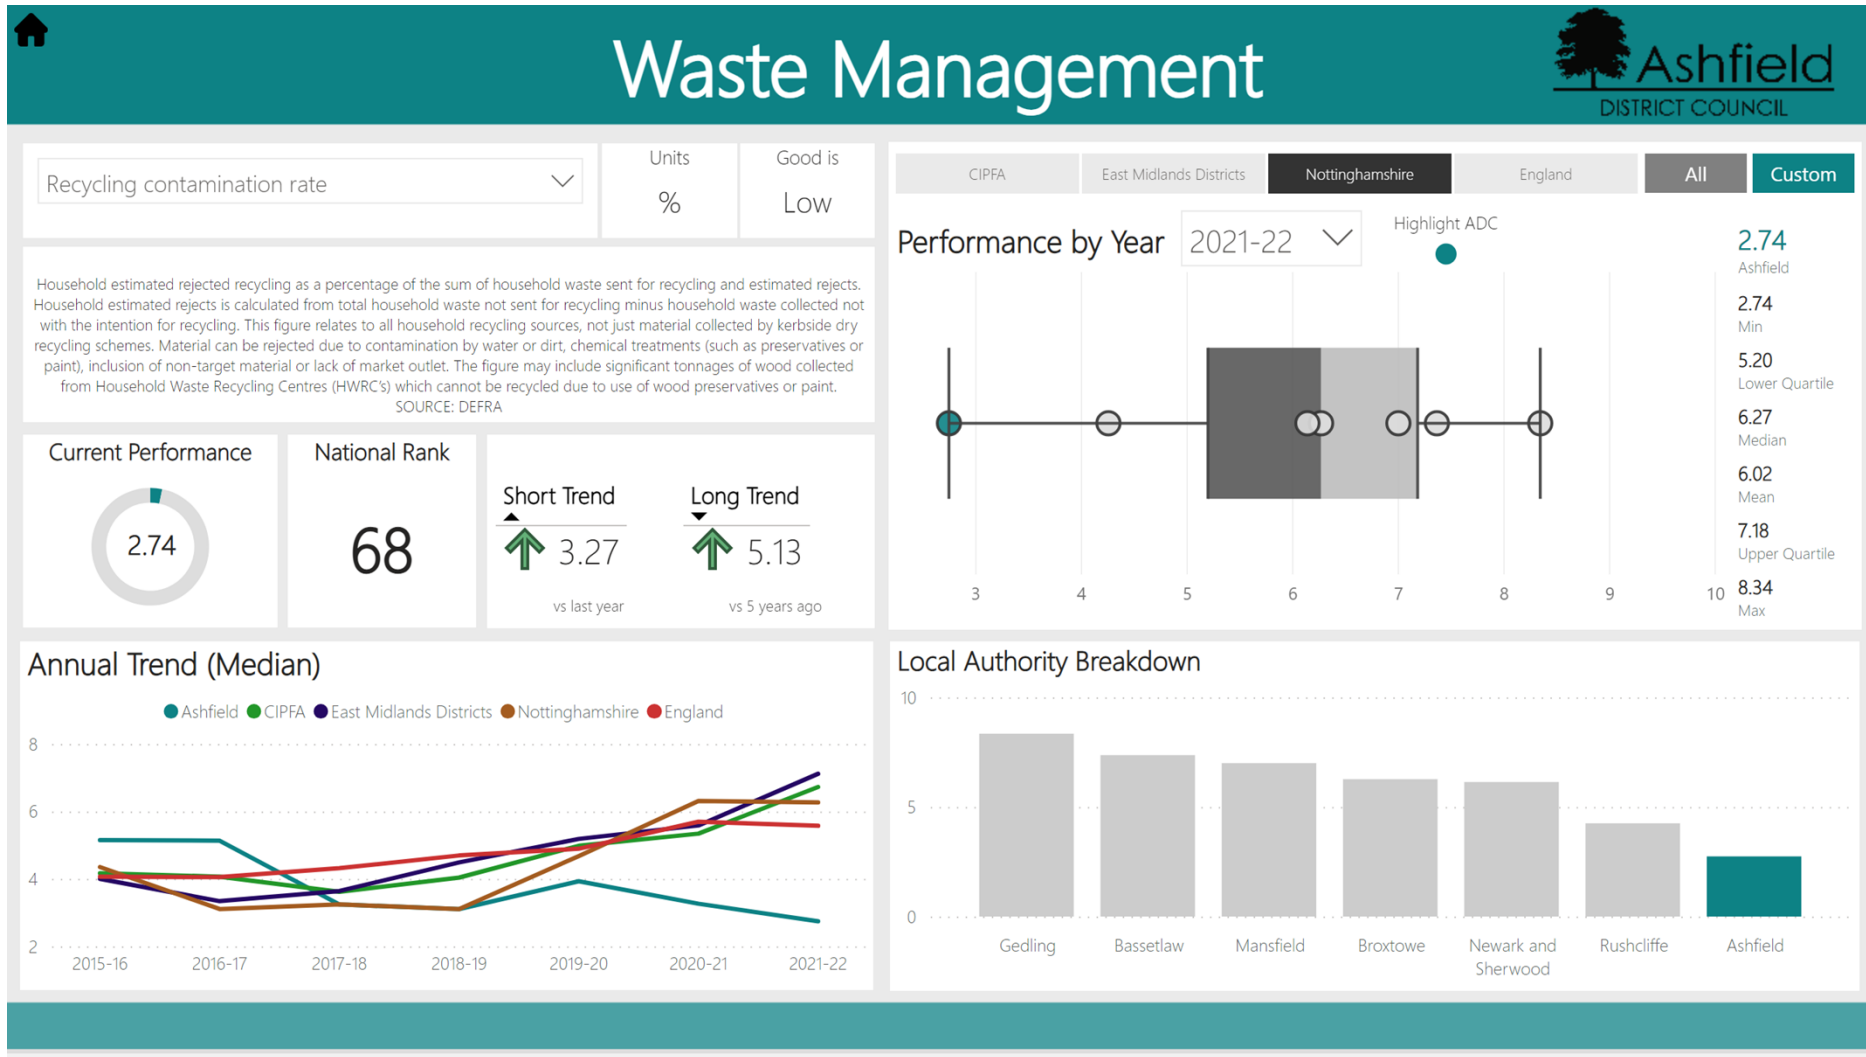 Waste Management
Ashfield
DISTRICT COUNCIL
Recycling contamination rate
Units
%
Good is
Low
Household estimated rejected recycling as a percentage of the sum of household waste sent for recycling and estimated rejects.
Household estimated rejects is calculated from total household waste not sent for recycling minus household waste collected not
with the intention for recycling. This figure relates to all household recycling sources, not just material collected by kerbside dry
recycling schemes. Material can be rejected due to contamination by water or dirt, chemical treatments (such as preservatives or
paint), inclusion of non-target material or lack of market outlet. The figure may include significant tonnages of wood collected
from Household Waste Recycling Centres (HWRC's) which cannot be recycled due to use of wood preservatives or paint.
SOURCE: DEFRA
Current Performance
2.74
National Rank
68
Short Trend
3.27
vs last year
Long Trend
5.13
vs 5 years ago
CIPFA
East Midlands Districts
Nottinghamshire
England
All
Custom
Performance by Year
2021-22
Highlight ADC
2.74
Ashfield
2.74
Min
5.20
Lower Quartile
6.27
Median
6.02
Mean
7.18
Upper Quartile
8.34
Max
3 4 5 6 7 8 9 10
Annual Trend (Median)
Ashfield CIPFA East Midlands Districts Nottinghamshire England
8
6
4
2
2015-16 2016-17 2017-18 2018-19 2019-20 2020-21 2021-22
Local Authority Breakdown
10
5
0
Gedling Bassetlaw Mansfield Broxtowe Newark and Rushcliffe Ashfield
Sherwood